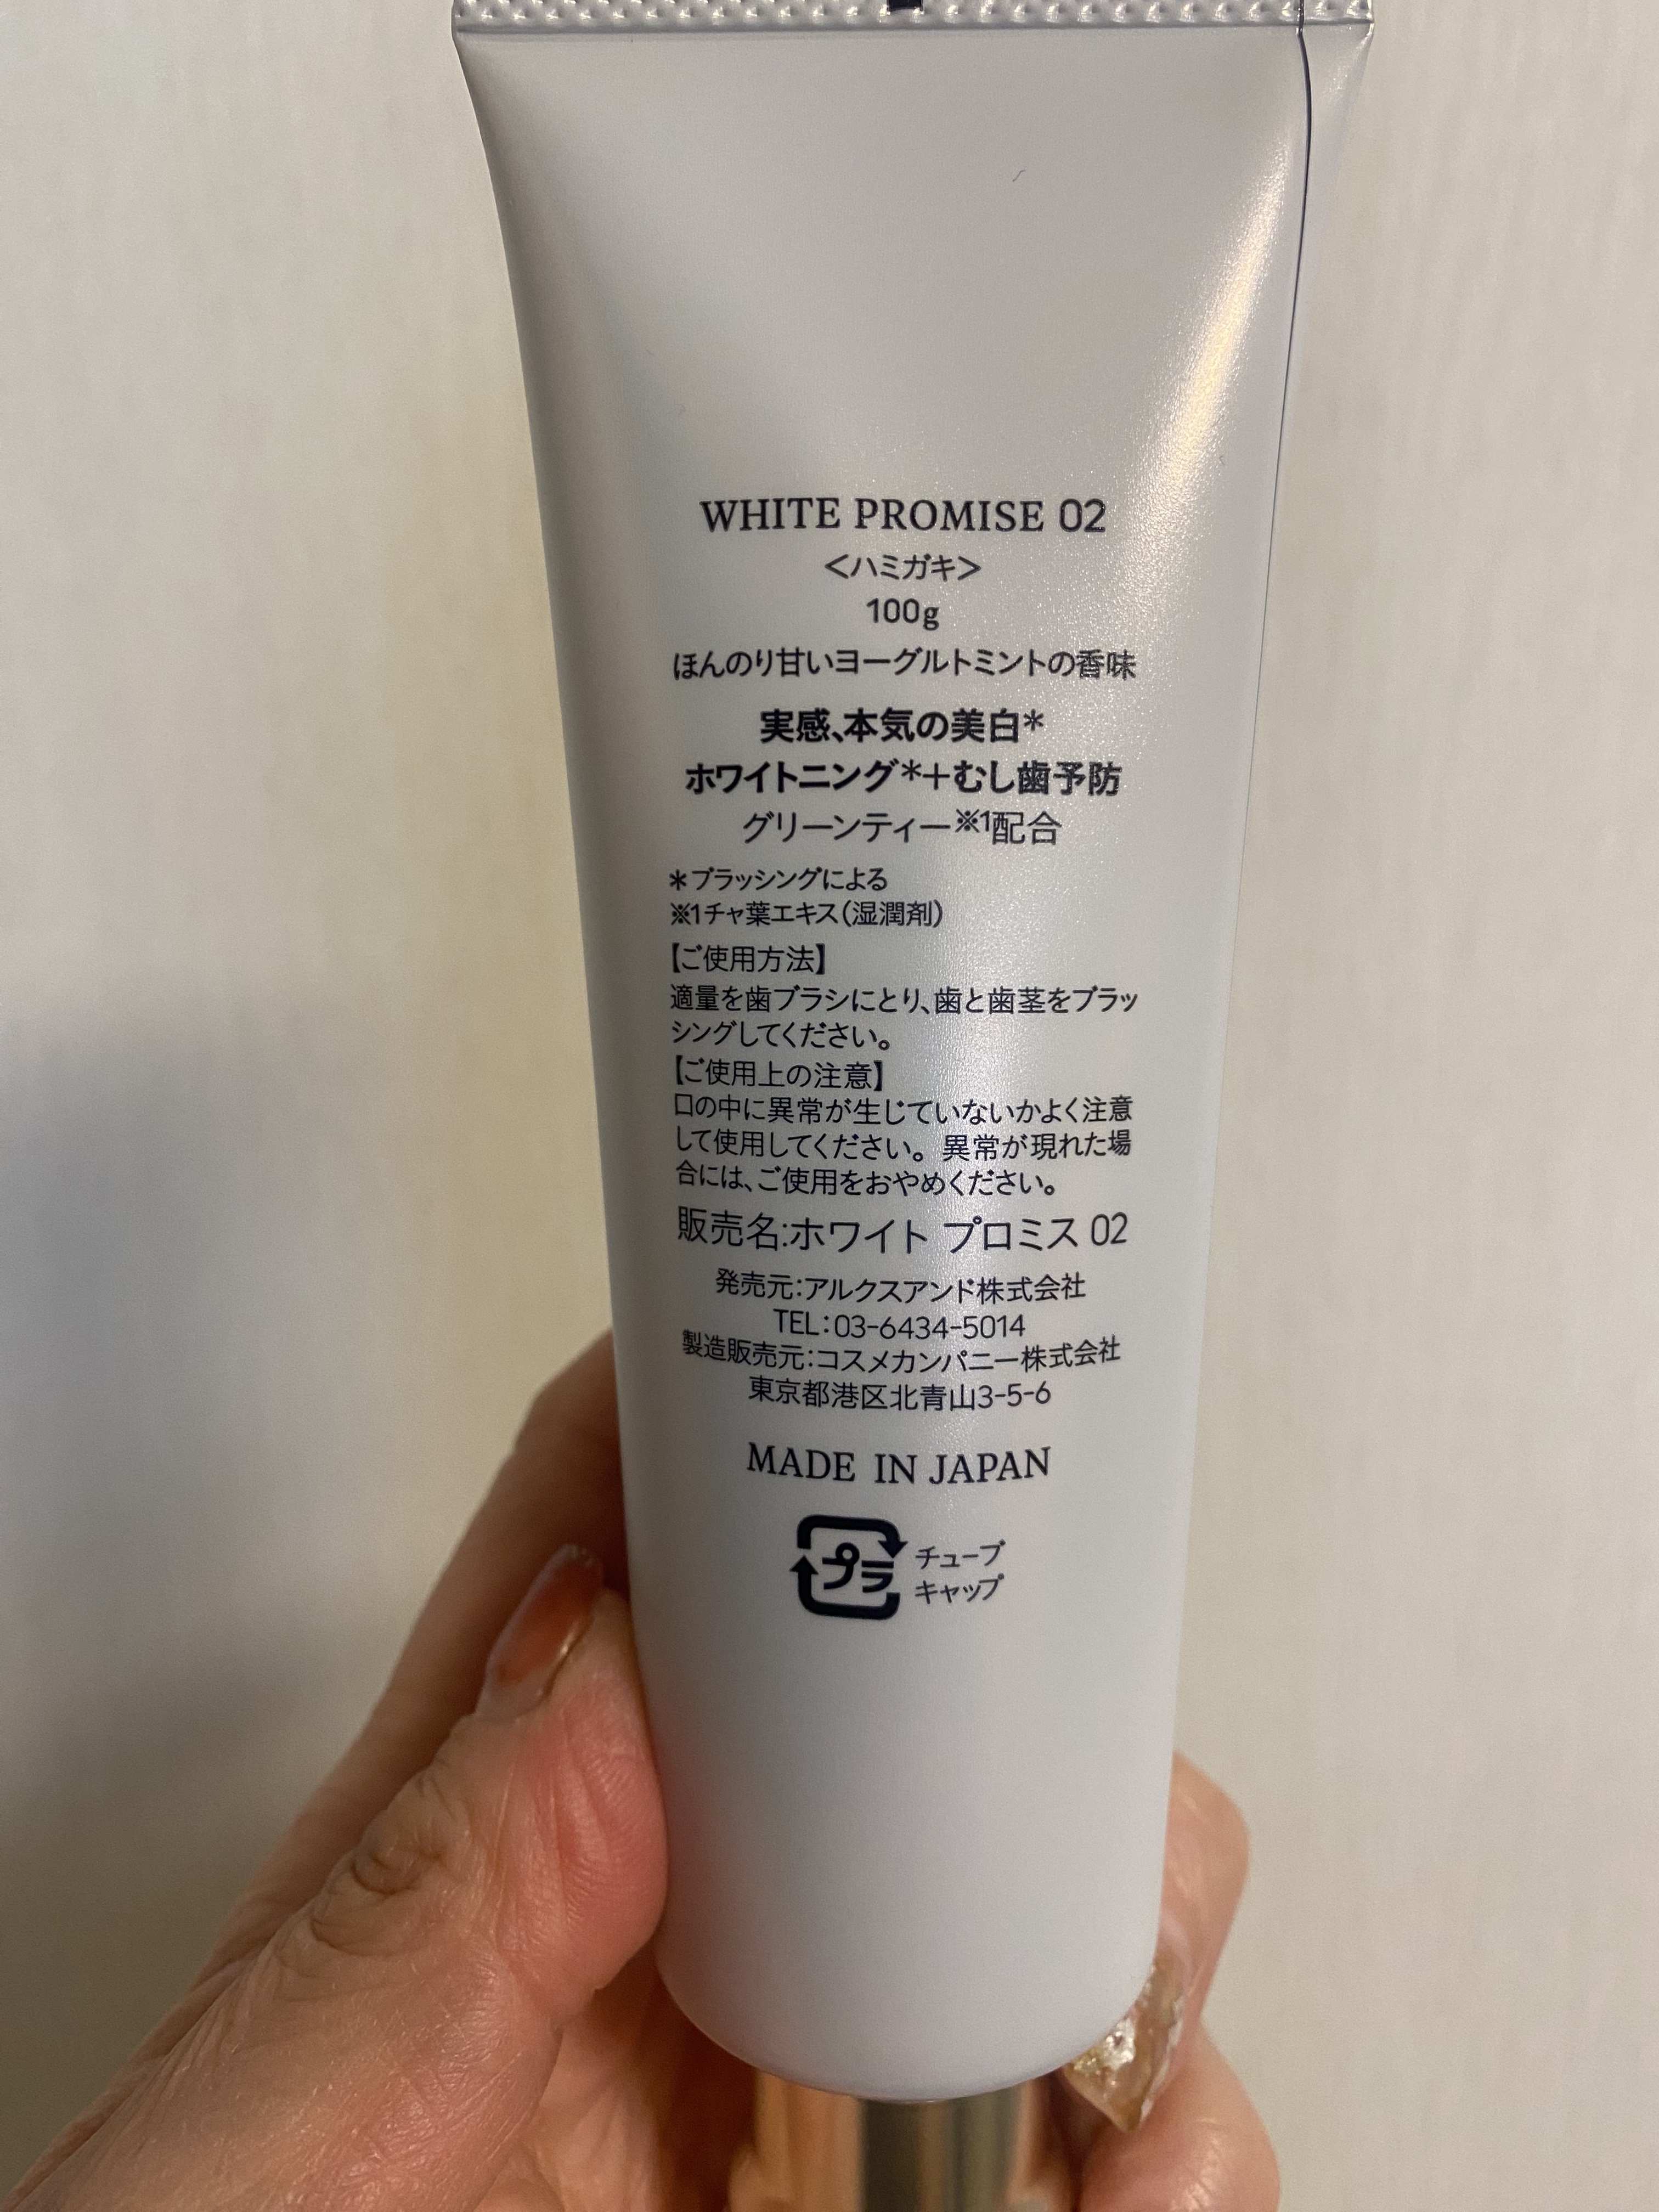 WHITE PROMISE 02
<ハミガキ>
100g
ほんのり甘いヨーグルトミントの香味
実感、本気の美白*
ホワイトニング*+むし歯予防
グリーンティー※1配合
*ブラッシングによる
※1チャ葉エキス(湿潤剤)
【ご使用方法】
適量を歯ブラシにとり、歯と歯茎をブラッ
シングしてください。
【ご使用上の注意】
口の中に異常が生じていないかよく注意
して使用してください。異常が現れた場
合には、ご使用をおやめください。
販売名:ホワイト プロミス 02
発売元:アルクスアンド株式会社
TEL:03-6434-5014
製造販売元:コスメカンパニー株式会社
東京都港区北青山3-5-6
MADE IN JAPAN
プラ
チューブ
キャップ